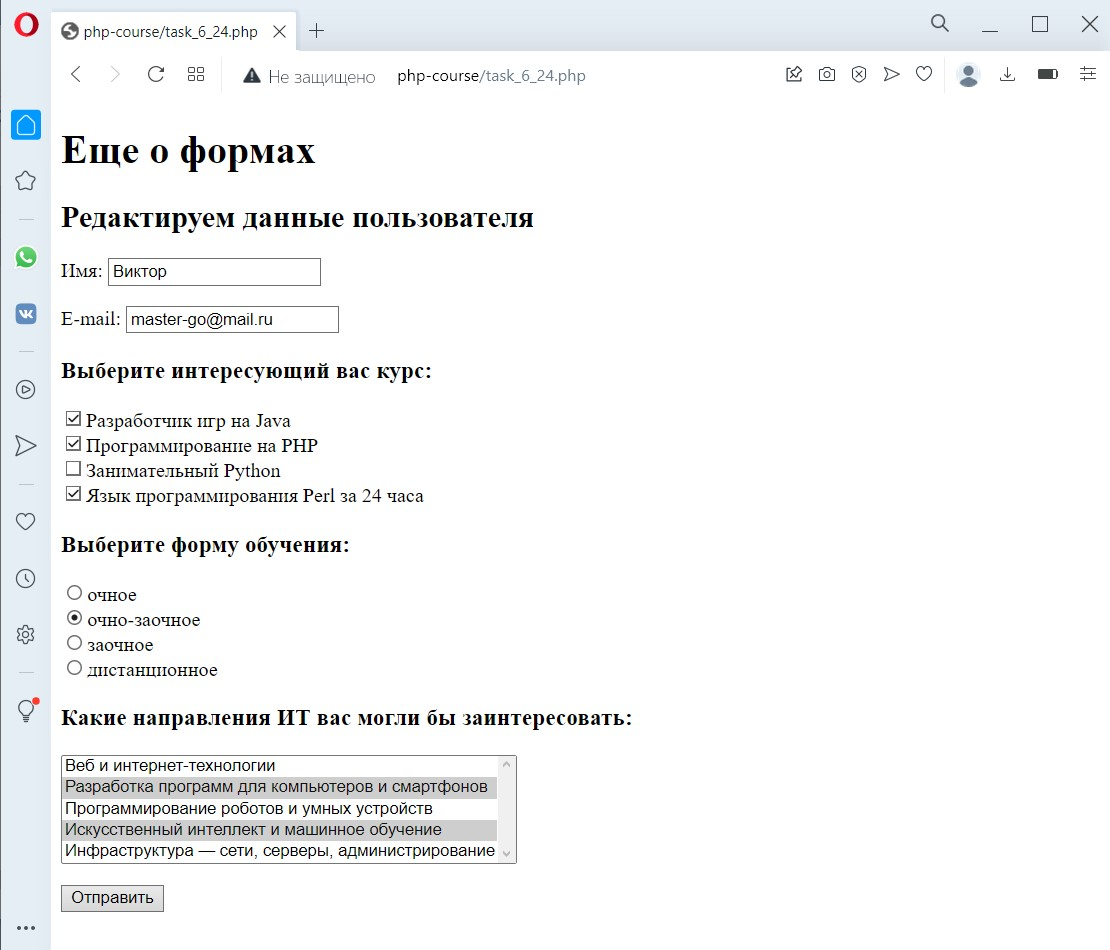 php-course/task_6_24.php
Не защищено php-course/task_6_24.php
Еще о формах
Редактируем данные пользователя
Имя: Виктор
E-mail: master-go@mail.ru
Выберите интересующий вас курс:
Разработчик игр на Java
Программирование на PHP
Занимательный Python
Язык программирования Perl за 24 часа
Выберите форму обучения:
очное
очно-заочное
заочное
дистанционное
Какие направления ИТ вас могли бы заинтересовать:
Веб и интернет-технологии
Разработка программ для компьютеров и смартфонов
Программирование роботов и умных устройств
Искусственный интеллект и машинное обучение
Инфраструктура — сети, серверы, администрирование
Отправить